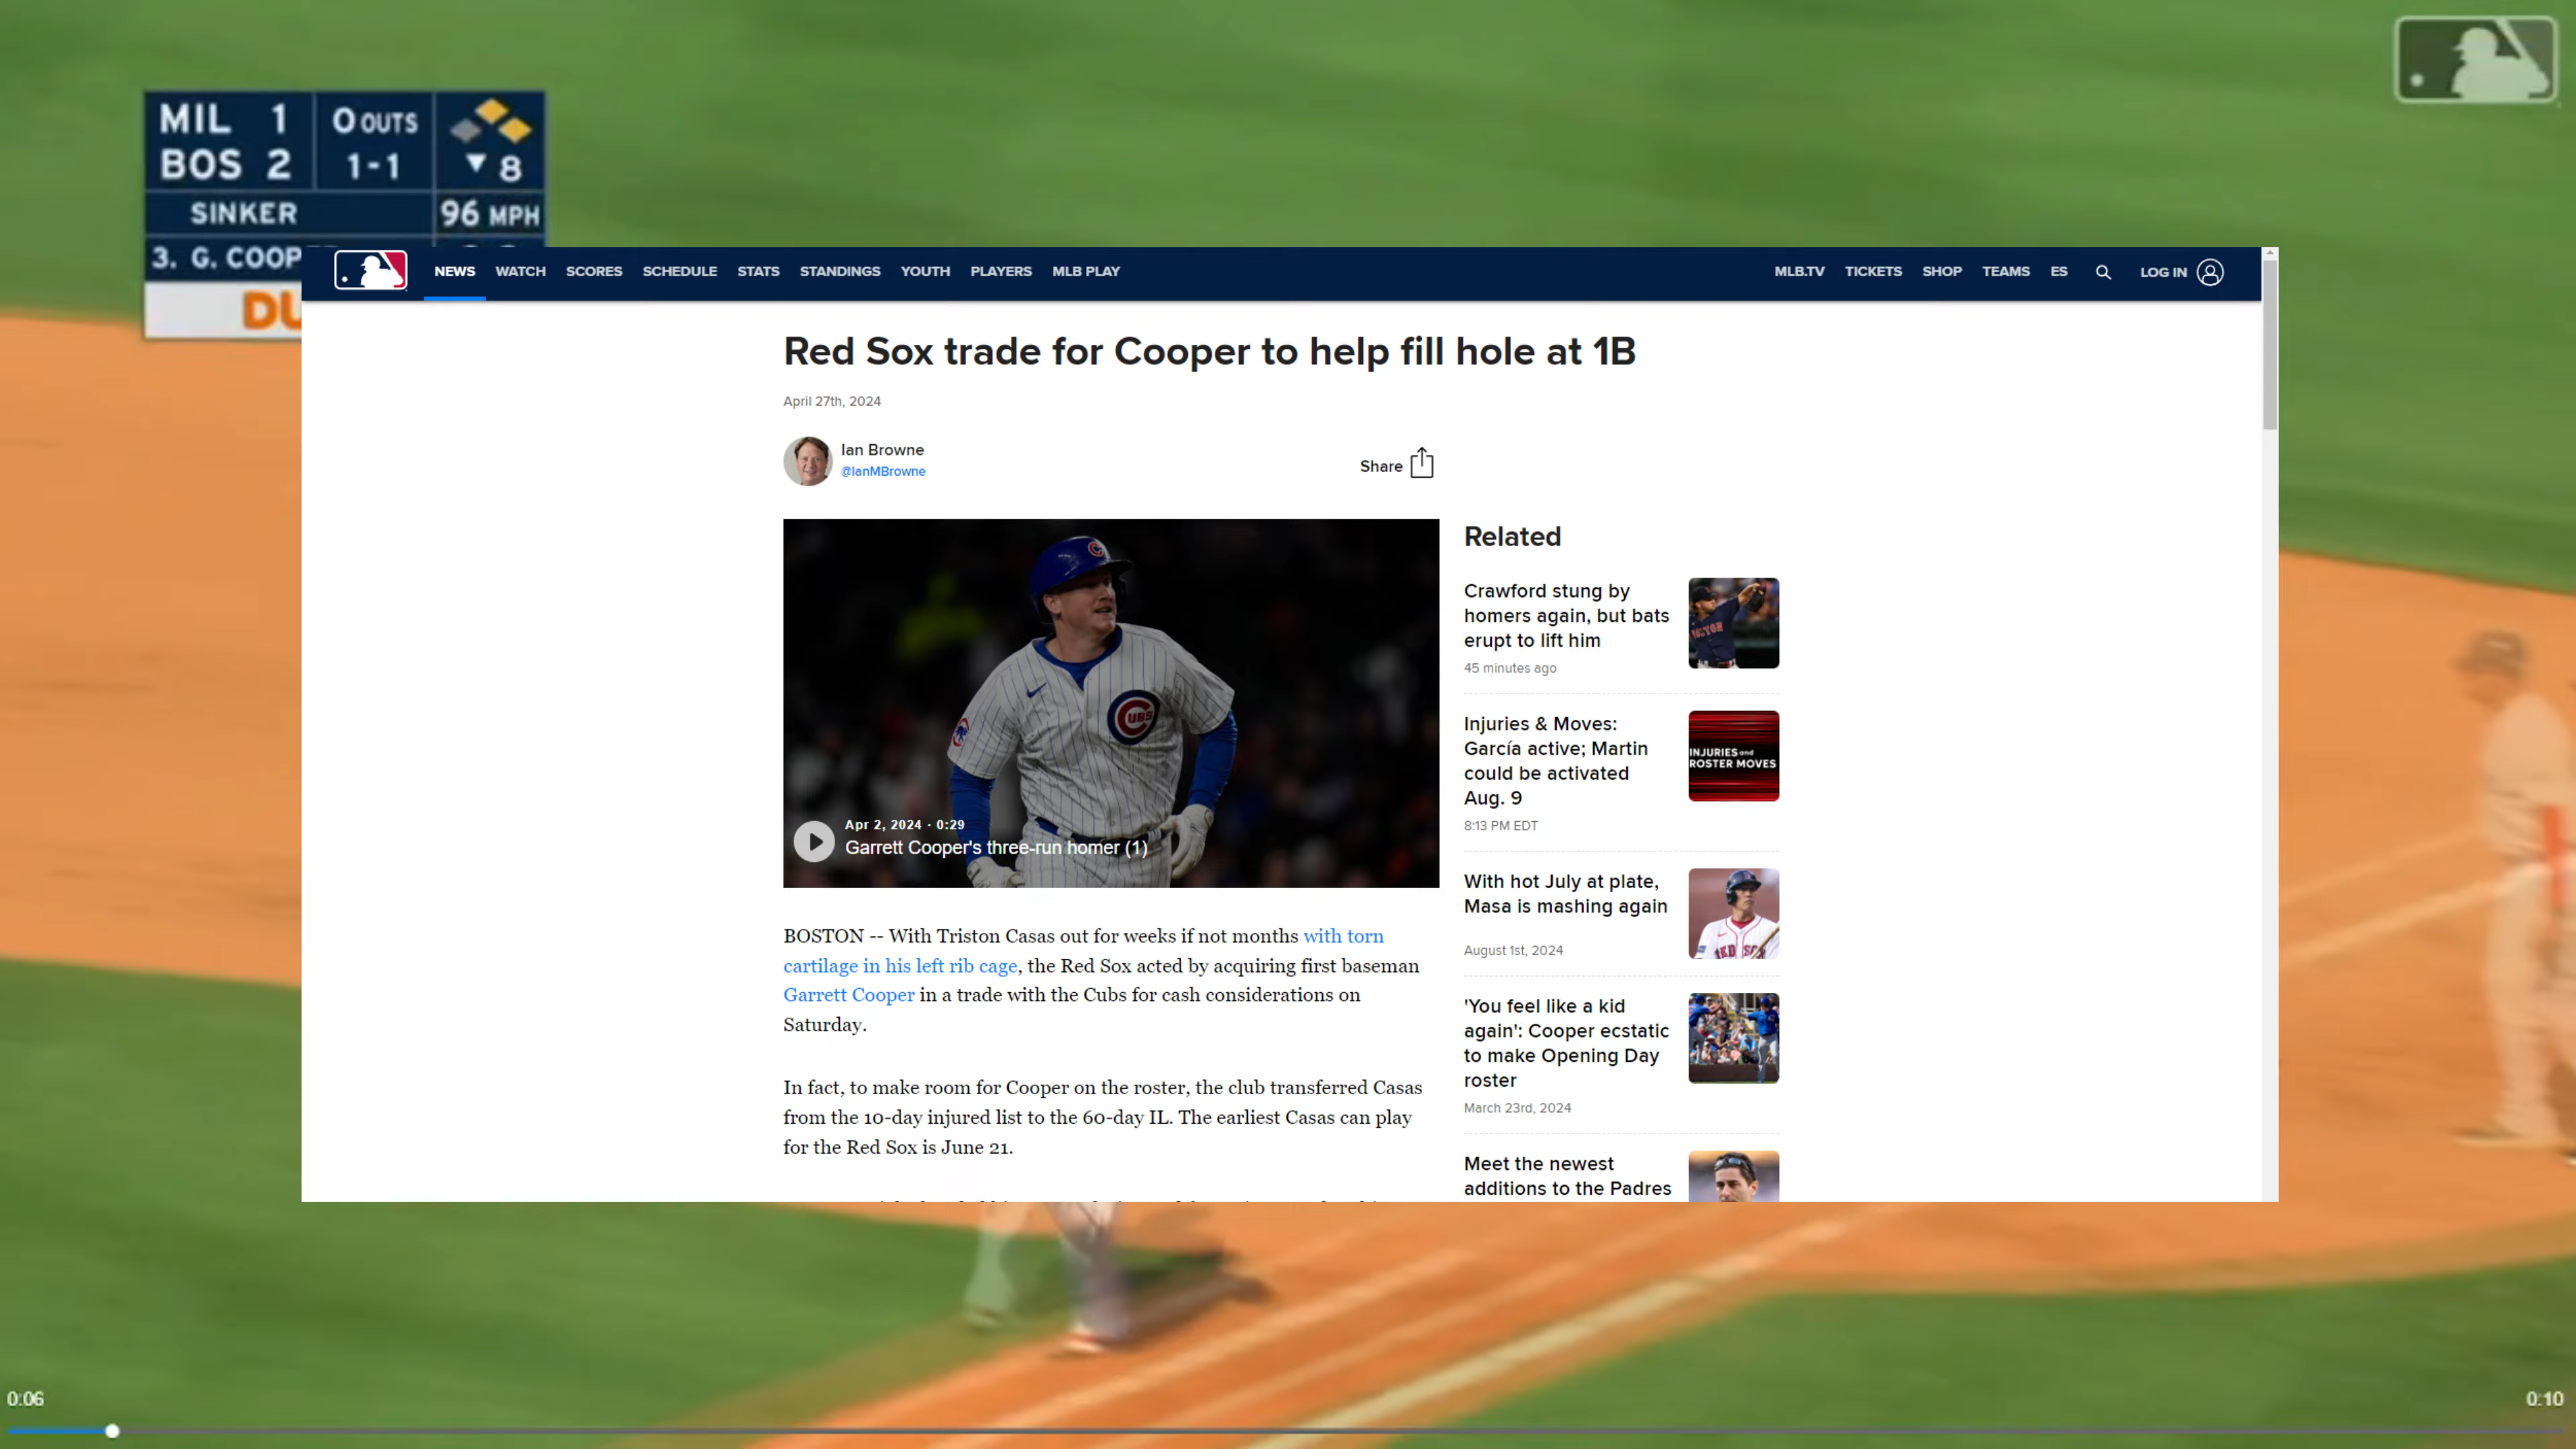 MIL 1
BOS 2
0 OUTS
1-1
▼ 8
SINKER
96 MPH
3. G. COOP
DU
NEWS WATCH SCORES SCHEDULE STATS STANDINGS YOUTH PLAYERS MLB PLAY MLB.TV TICKETS SHOP TEAMS ES LOG IN
Red Sox trade for Cooper to help fill hole at 1B
April 27th, 2024
Ian Browne
@IanMBrowne
Share
CUBS
Apr 2, 2024 · 0:29
Garrett Cooper's three-run homer (1)
BOSTON -- With Triston Casas out for weeks if not months with torn
cartilage in his left rib cage, the Red Sox acted by acquiring first baseman
Garrett Cooper in a trade with the Cubs for cash considerations on
Saturday.
In fact, to make room for Cooper on the roster, the club transferred Casas
from the 10-day injured list to the 60-day IL. The earliest Casas can play
for the Red Sox is June 21.
Related
Crawford stung by
homers again, but bats
erupt to lift him
45 minutes ago
Injuries & Moves:
García active; Martin
could be activated
Aug. 9
8:13 PM EDT
INJURIES and
ROSTER MOVES
With hot July at plate,
Masa is mashing again
August 1st, 2024
'You feel like a kid
again': Cooper ecstatic
to make Opening Day
roster
March 23rd, 2024
Meet the newest
additions to the Padres
0:06
0:10